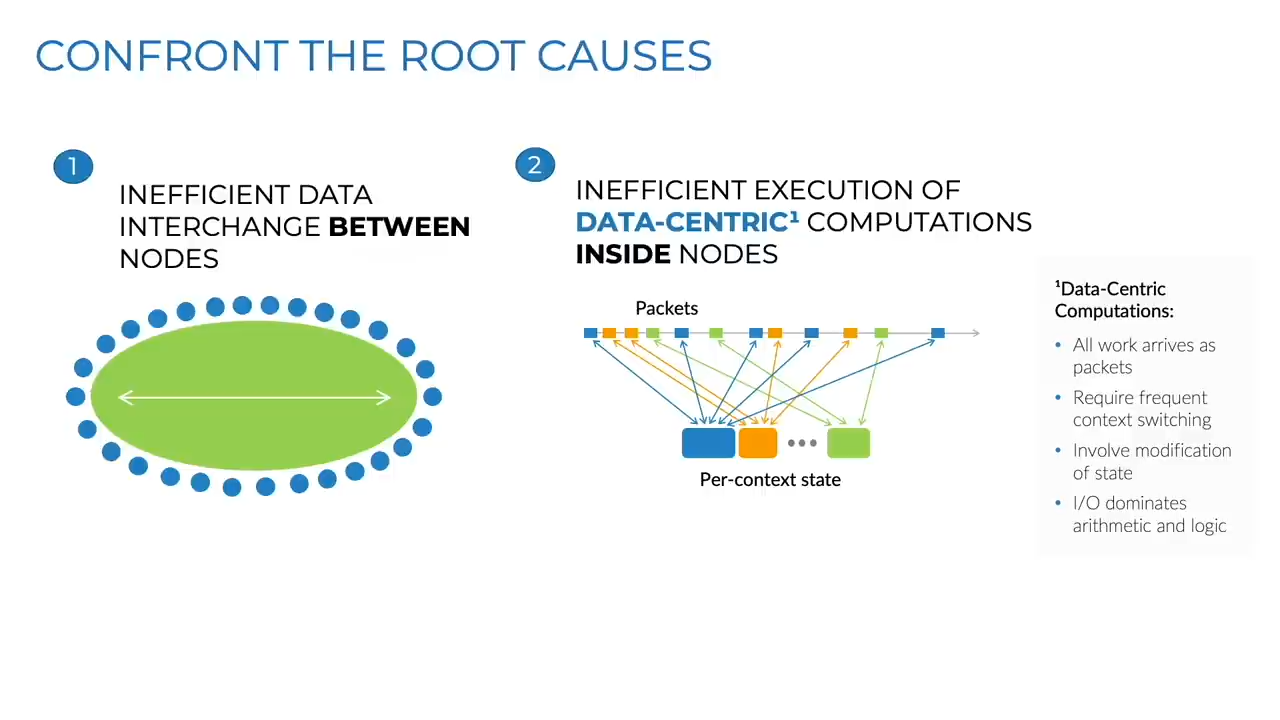 CONFRONT THE ROOT CAUSES
1
INEFFICIENT DATA
INTERCHANGE BETWEEN
NODES
2
INEFFICIENT EXECUTION OF
DATA-CENTRIC¹ COMPUTATIONS
INSIDE NODES
Packets
Per-context state
¹Data-Centric
Computations:
• All work arrives as
packets
• Require frequent
context switching
• Involve modification
of state
• I/O dominates
arithmetic and logic